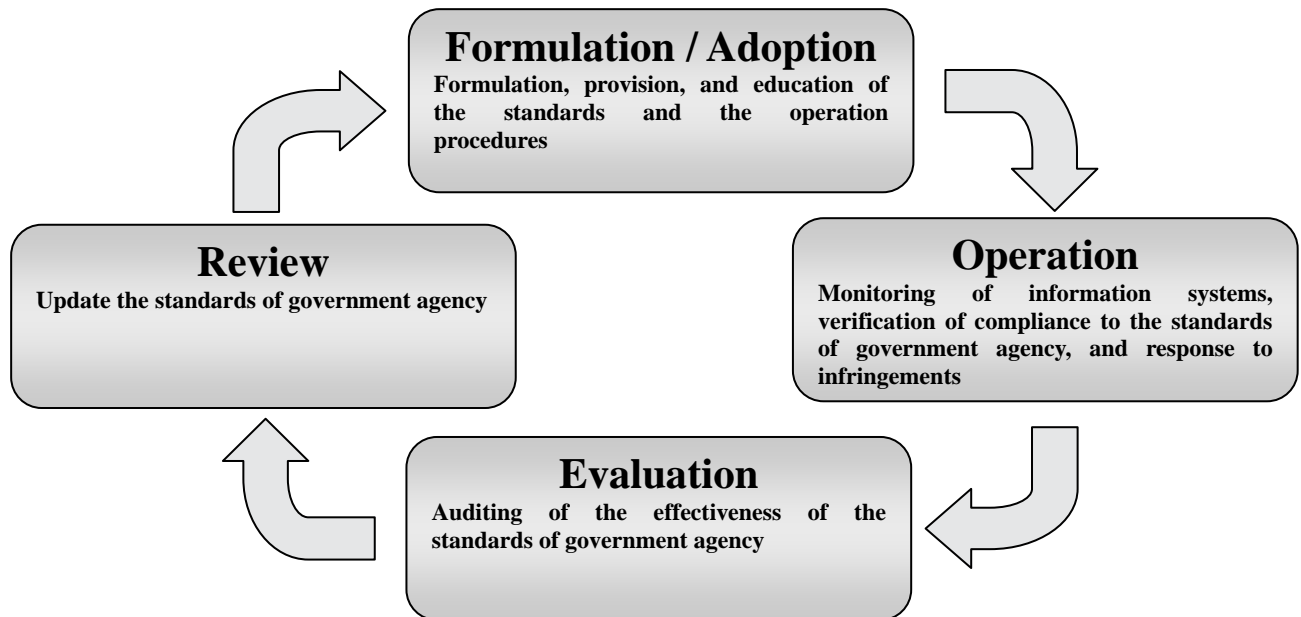 Formulation / Adoption
Formulation, provision, and education of
the standards and the operation
procedures
Review
Update the standards of government agency
Operation
Monitoring of information systems,
verification of compliance to the standards
of government agency, and response to
infringements
Evaluation
Auditing of the effectiveness of the
standards of government agency